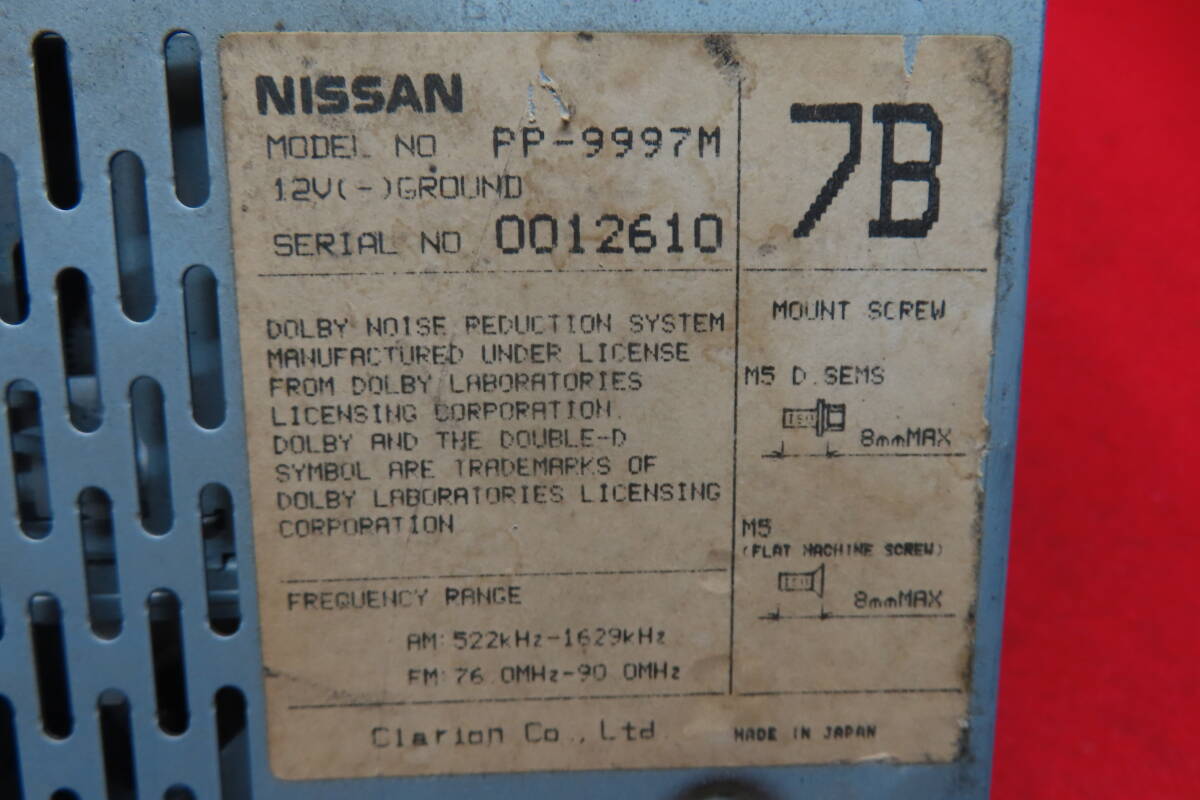 NISSAN
MODEL NO. PP-9997M
12V(-)GROUND
SERIAL NO 0012610
7B
DOLBY NOISE REDUCTION SYSTEM
MANUFACTURED UNDER LICENSE
FROM DOLBY LABORATORIES
LICENSING CORPORATION.
DOLBY AND THE DOUBLE-D
SYMBOL ARE TRADEMARKS OF
DOLBY LABORATORIES LICENSING
CORPORATION
MOUNT SCREW
M5 D.SEMS
ISO
8mmMAX
M5
(FLAT MACHINE SCREW)
ISO
8mmMAX
FREQUENCY RANGE
AM:522kHz-1629kHz
FM:76.0MHz-90.0MHz
Clarion Co., Ltd.
MADE IN JAPAN